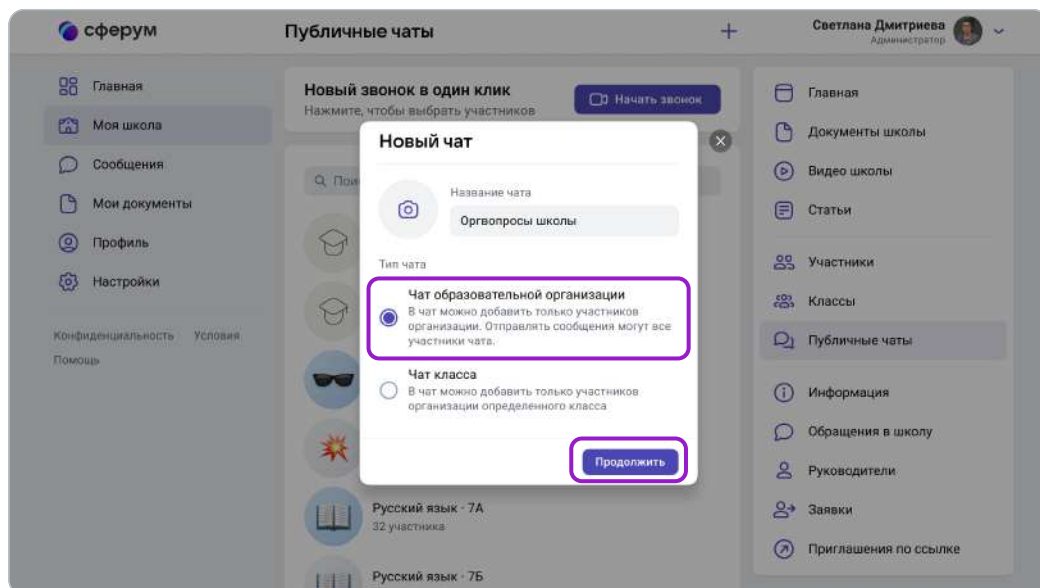 сферум
Публичные чаты
Светлана Дмитриева
Администратор
Главная
Моя школа
Сообщения
Мои документы
Профиль
Настройки
Конфиденциальность Условия
Помощь
Новый звонок в один клик
Нажмите, чтобы выбрать участников
Начать звонок
Новый чат
Название чата
Оргвопросы школы
Тип чата
Чат образовательной организации
В чат можно добавить только участников
организации. Отправлять сообщения могут все
участники чата.
Чат класса
В чат можно добавить только участников
организации определенного класса
Продолжить
Русский язык · 7А
32 участника
Русский язык · 7Б
Главная
Документы школы
Видео школы
Статьи
Участники
Классы
Публичные чаты
Информация
Обращения в школу
Руководители
Заявки
Приглашения по ссылке